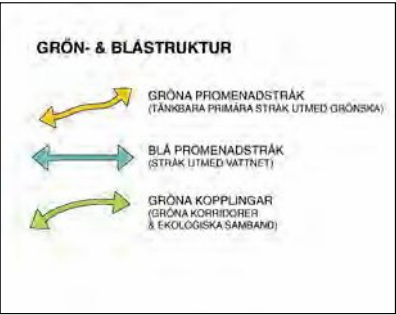 GRÖN- & BLÅSTRUKTUR
GRÖNA PROMENADSTRÅK
(TÄNKBARA PRIMÄRA STRÅK UTMED GRÖNSKA)
BLÅ PROMENADSTRÅK
(STRÅK UTMED VATTNET)
GRÖNA KOPPLINGAR
(GRÖNA KORRIDORER
& EKOLOGISKA SAMBAND)